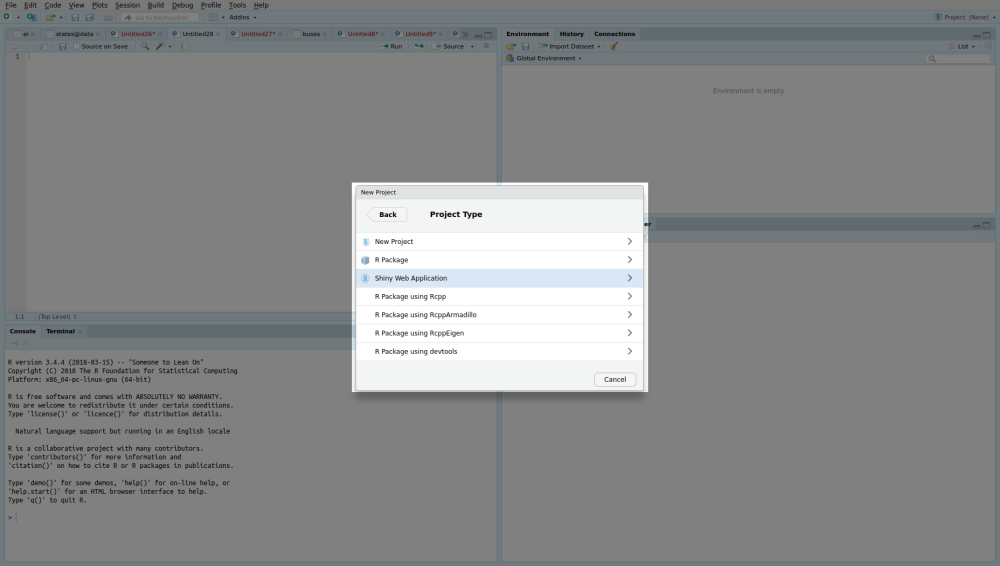 File Edit Code View Plots Session Build Debug Profile Tools Help
Go to file/function Addins Project: (None)
states@data Untitled26* Untitled28 Untitled27* buses Untitled8* Untitled9*
Source on Save Run Source
1
1:1 (Top Level)
Console Terminal
R version 3.4.4 (2018-03-15) -- "Someone to Lean On"
Copyright (C) 2018 The R Foundation for Statistical Computing
Platform: x86_64-pc-linux-gnu (64-bit)
R is free software and comes with ABSOLUTELY NO WARRANTY.
You are welcome to redistribute it under certain conditions.
Type 'license()' or 'licence()' for distribution details.
Natural language support but running in an English locale
R is a collaborative project with many contributors.
Type 'contributors()' for more information and
'citation()' on how to cite R or R packages in publications.
Type 'demo()' for some demos, 'help()' for on-line help, or
'help.start()' for an HTML browser interface to help.
Type 'q()' to quit R.
>
Environment History Connections
Import Dataset List
Global Environment
Environment is empty
er
New Project
Back Project Type
New Project
R Package
Shiny Web Application
R Package using Rcpp
R Package using RcppArmadillo
R Package using RcppEigen
R Package using devtools
Cancel